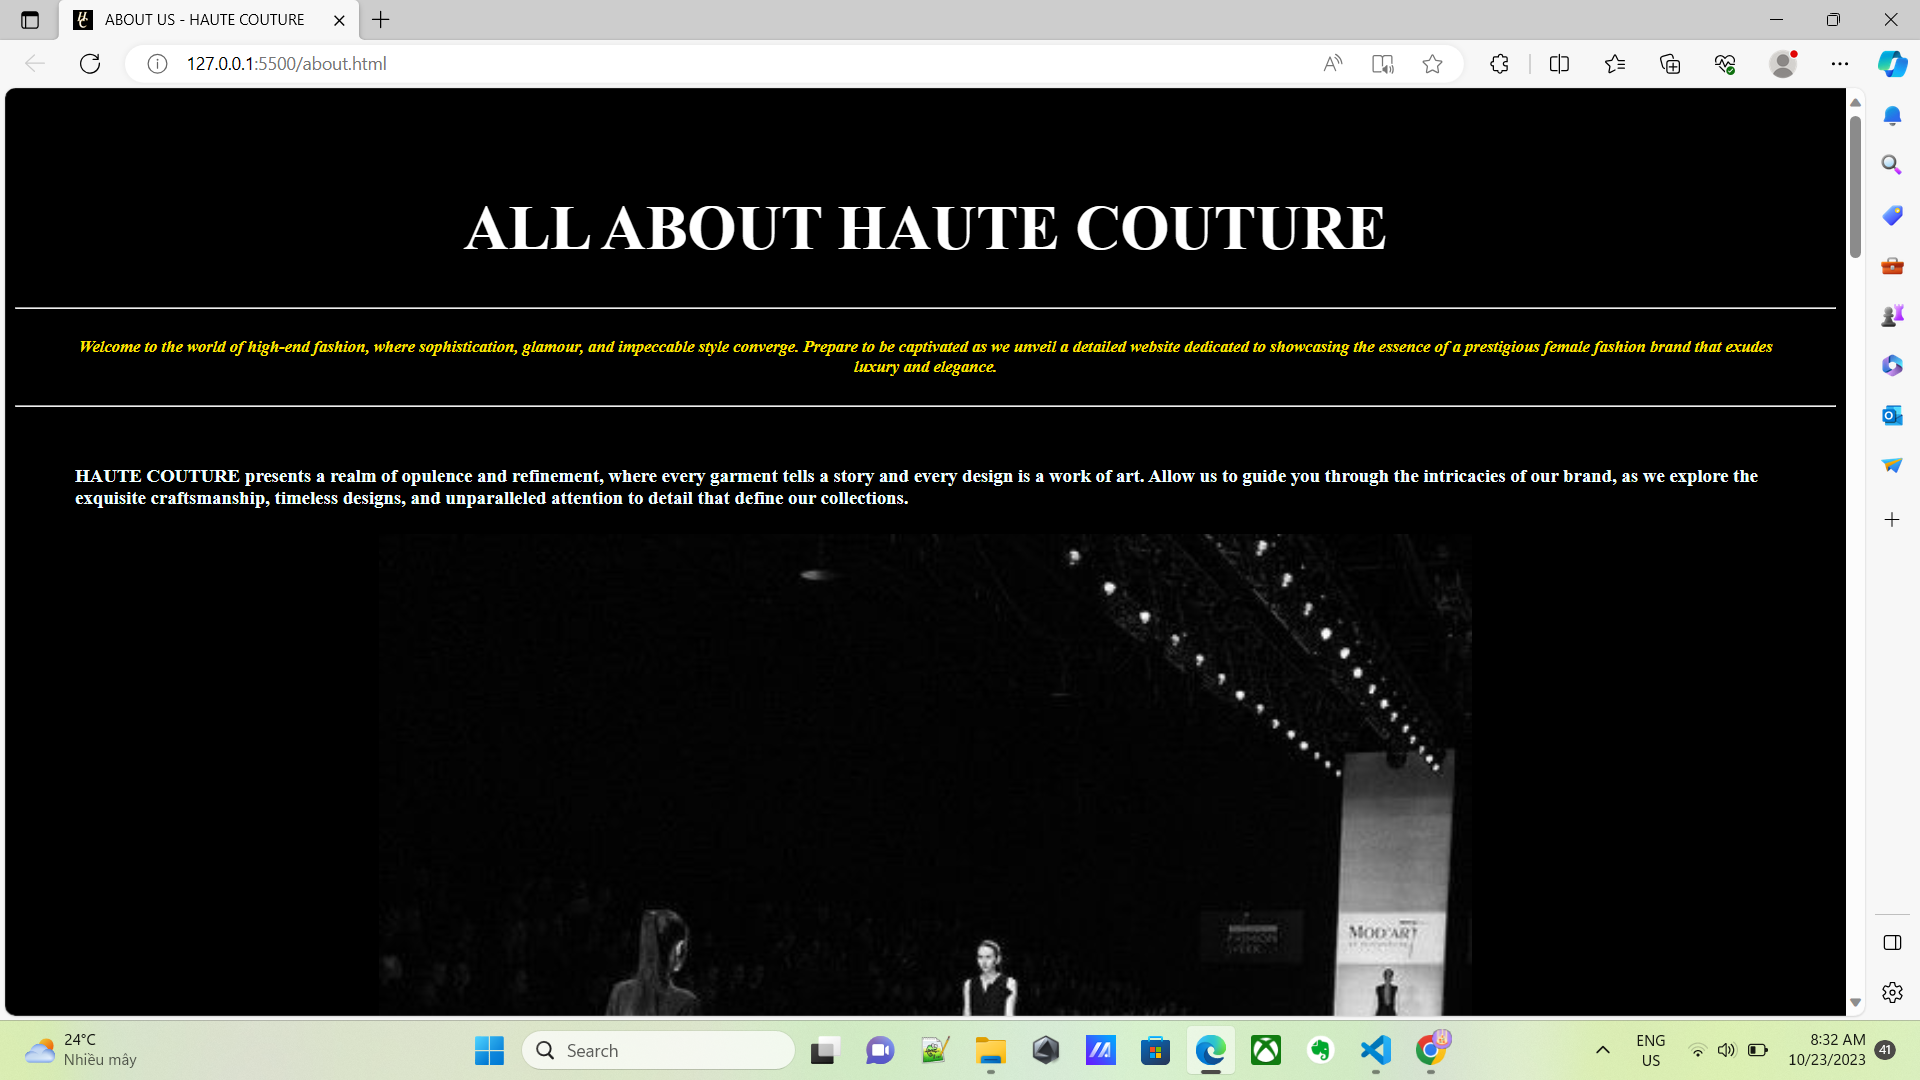 ABOUT US - HAUTE COUTURE
127.0.0.1:5500/about.html
ALL ABOUT HAUTE COUTURE
Welcome to the world of high-end fashion, where sophistication, glamour, and impeccable style converge. Prepare to be captivated as we unveil a detailed website dedicated to showcasing the essence of a prestigious female fashion brand that exudes
luxury and elegance.
HAUTE COUTURE presents a realm of opulence and refinement, where every garment tells a story and every design is a work of art. Allow us to guide you through the intricacies of our brand, as we explore the
exquisite craftsmanship, timeless designs, and unparalleled attention to detail that define our collections.
FASHION
WEEK
MOD'ART
24°C
Nhiều mây
Search
ENG
US
8:32 AM
10/23/2023
41